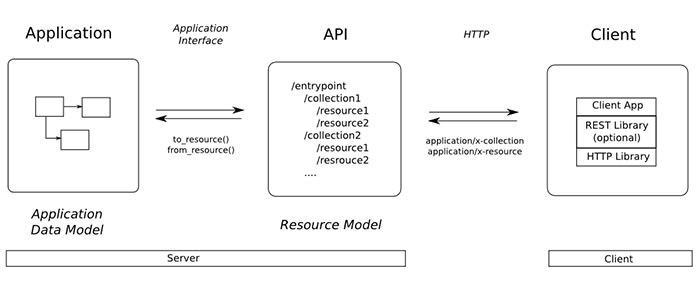 Application
Application
Interface
API
HTTP
Client
to_resource()
from_resource()
/entrypoint
/collection1
/resource1
/resource2
/collection2
/resource1
/resrouce2
....
application/x-collection
application/x-resource
Client App
REST Library
(optional)
HTTP Library
Application
Data Model
Resource Model
Server
Client